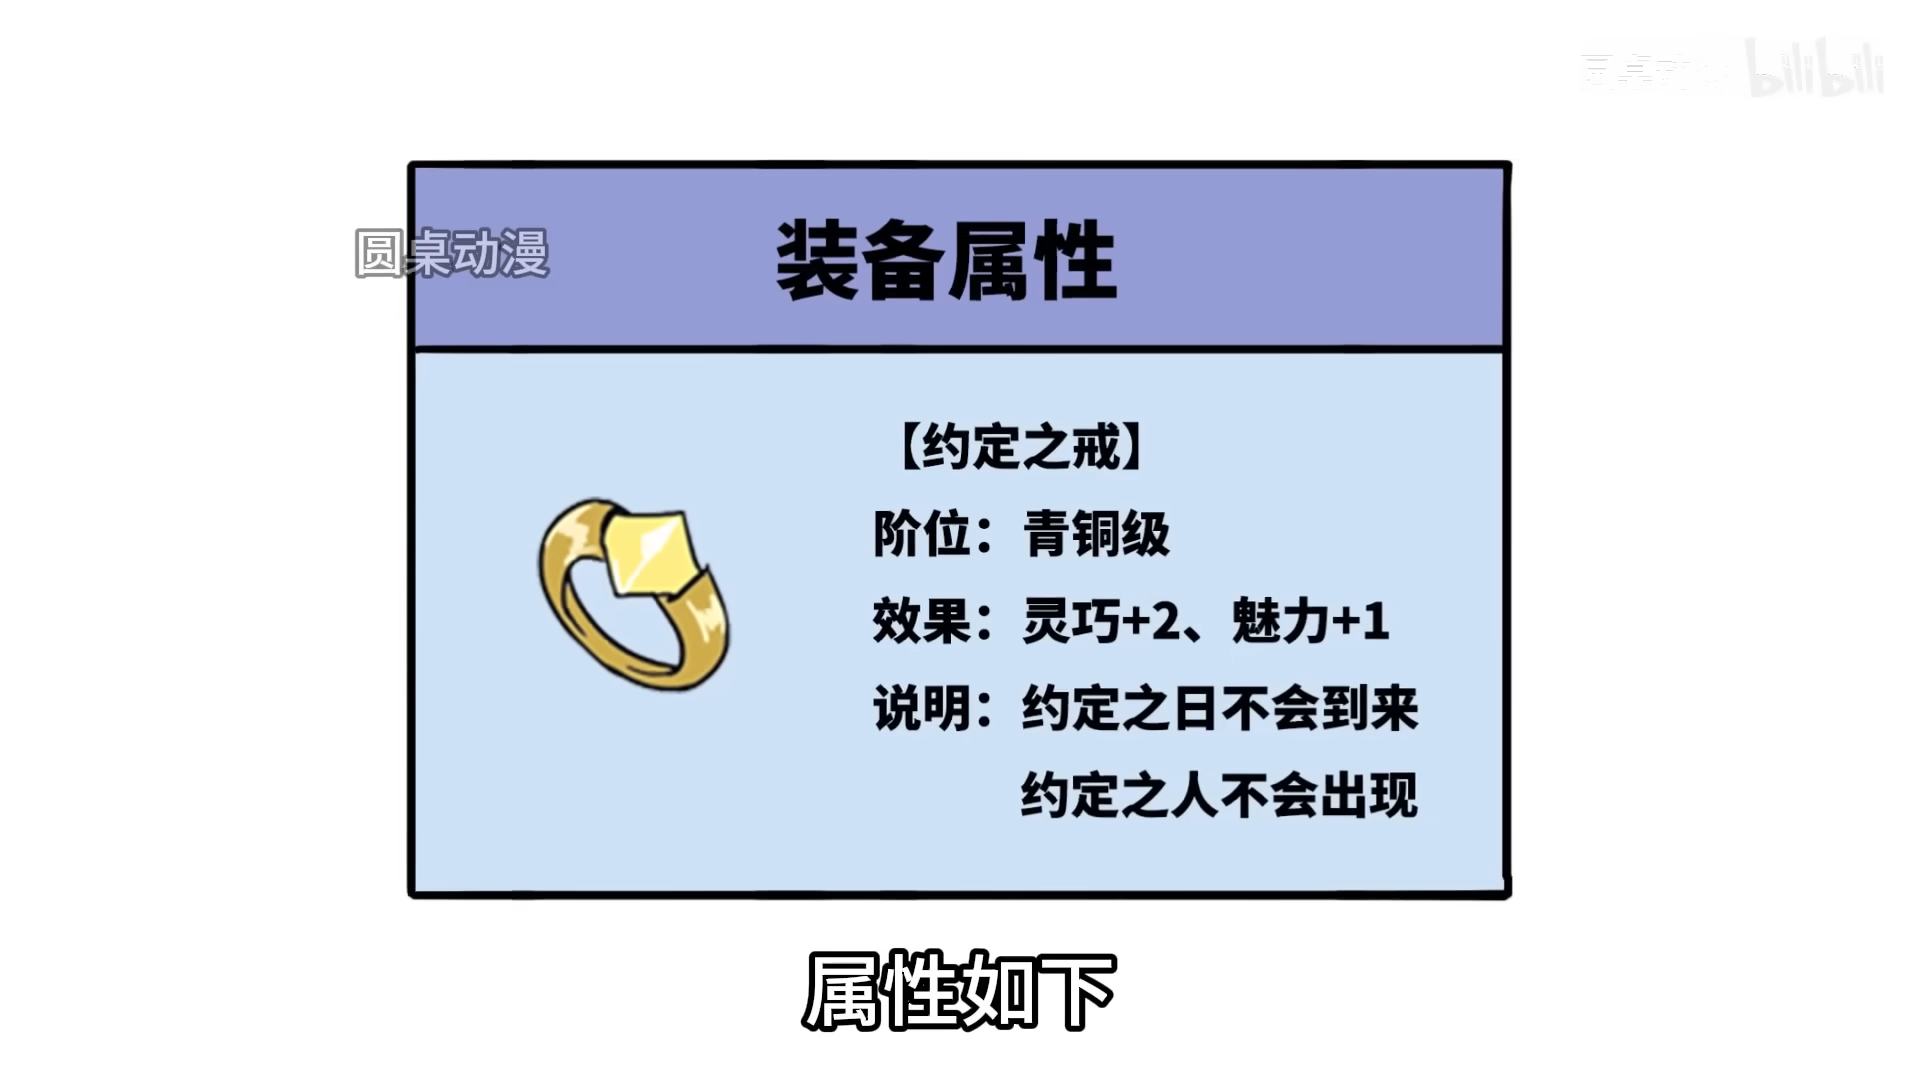 bilibili
圆桌动漫
装备属性
【约定之戒】
阶位：青铜级
效果：灵巧+2、魅力+1
说明：约定之日不会到来
约定之人不会出现
属性如下